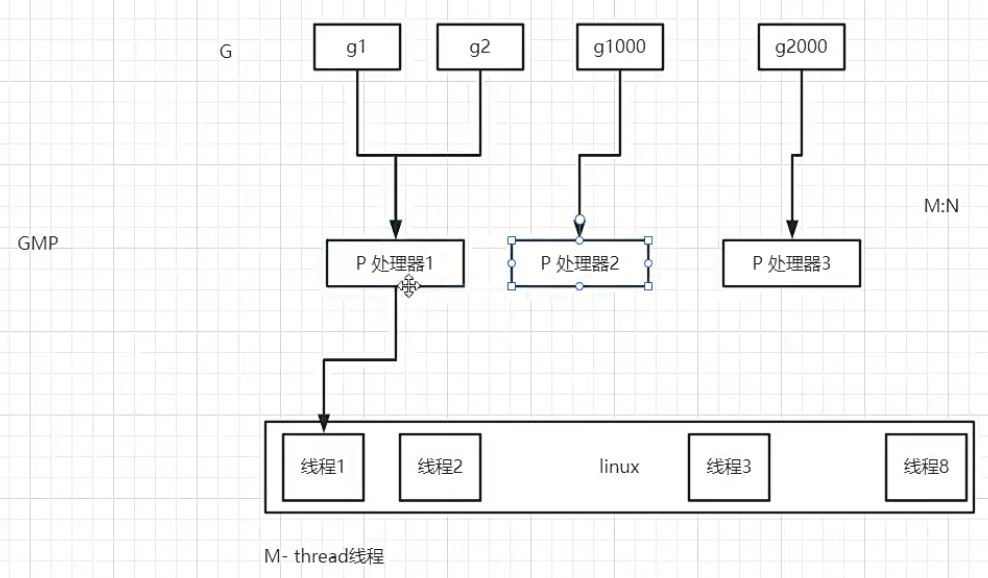 G
g1
g2
g1000
g2000
M:N
GMP
P 处理器1
P 处理器2
P 处理器3
线程1
线程2
linux
线程3
线程8
M- thread线程